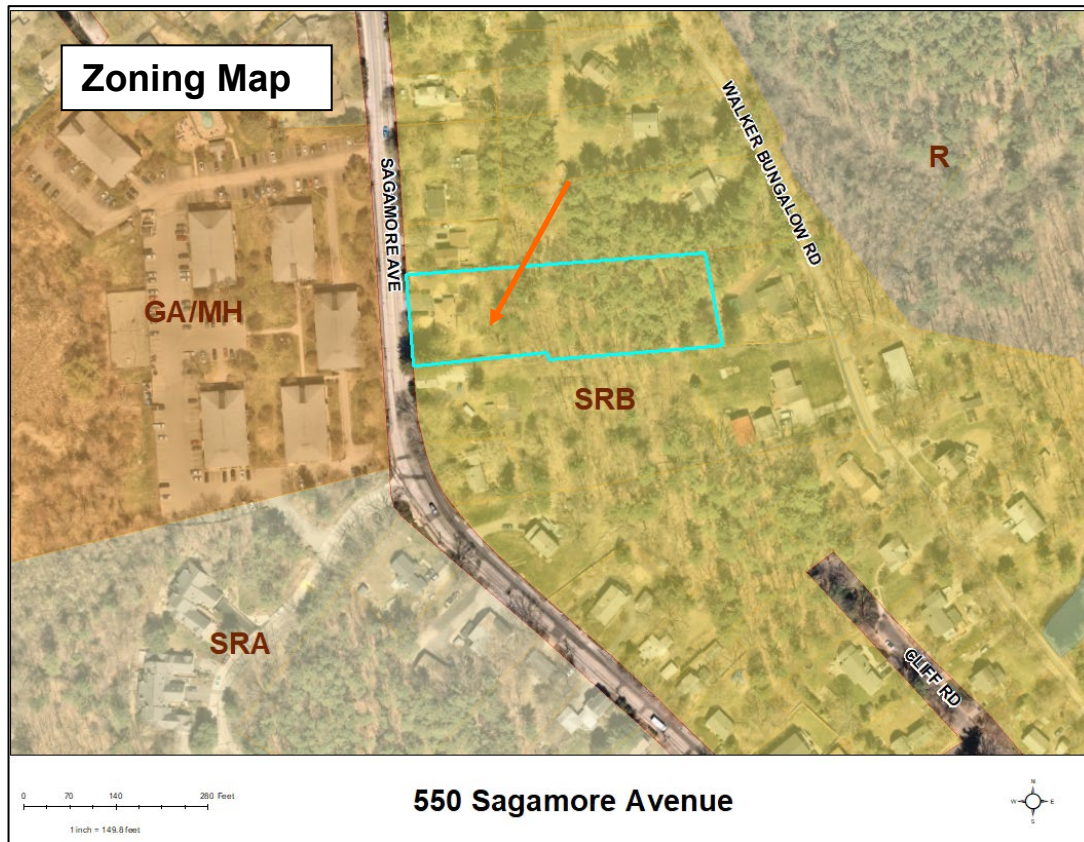 Zoning Map
SAGAMORE AVE
WALKER BUNGALOW RD
R
GA/MH
SRB
SRA
CLIFF RD
0 70 140 280 Feet
1 inch = 149.8 feet
550 Sagamore Avenue
N
W E
S